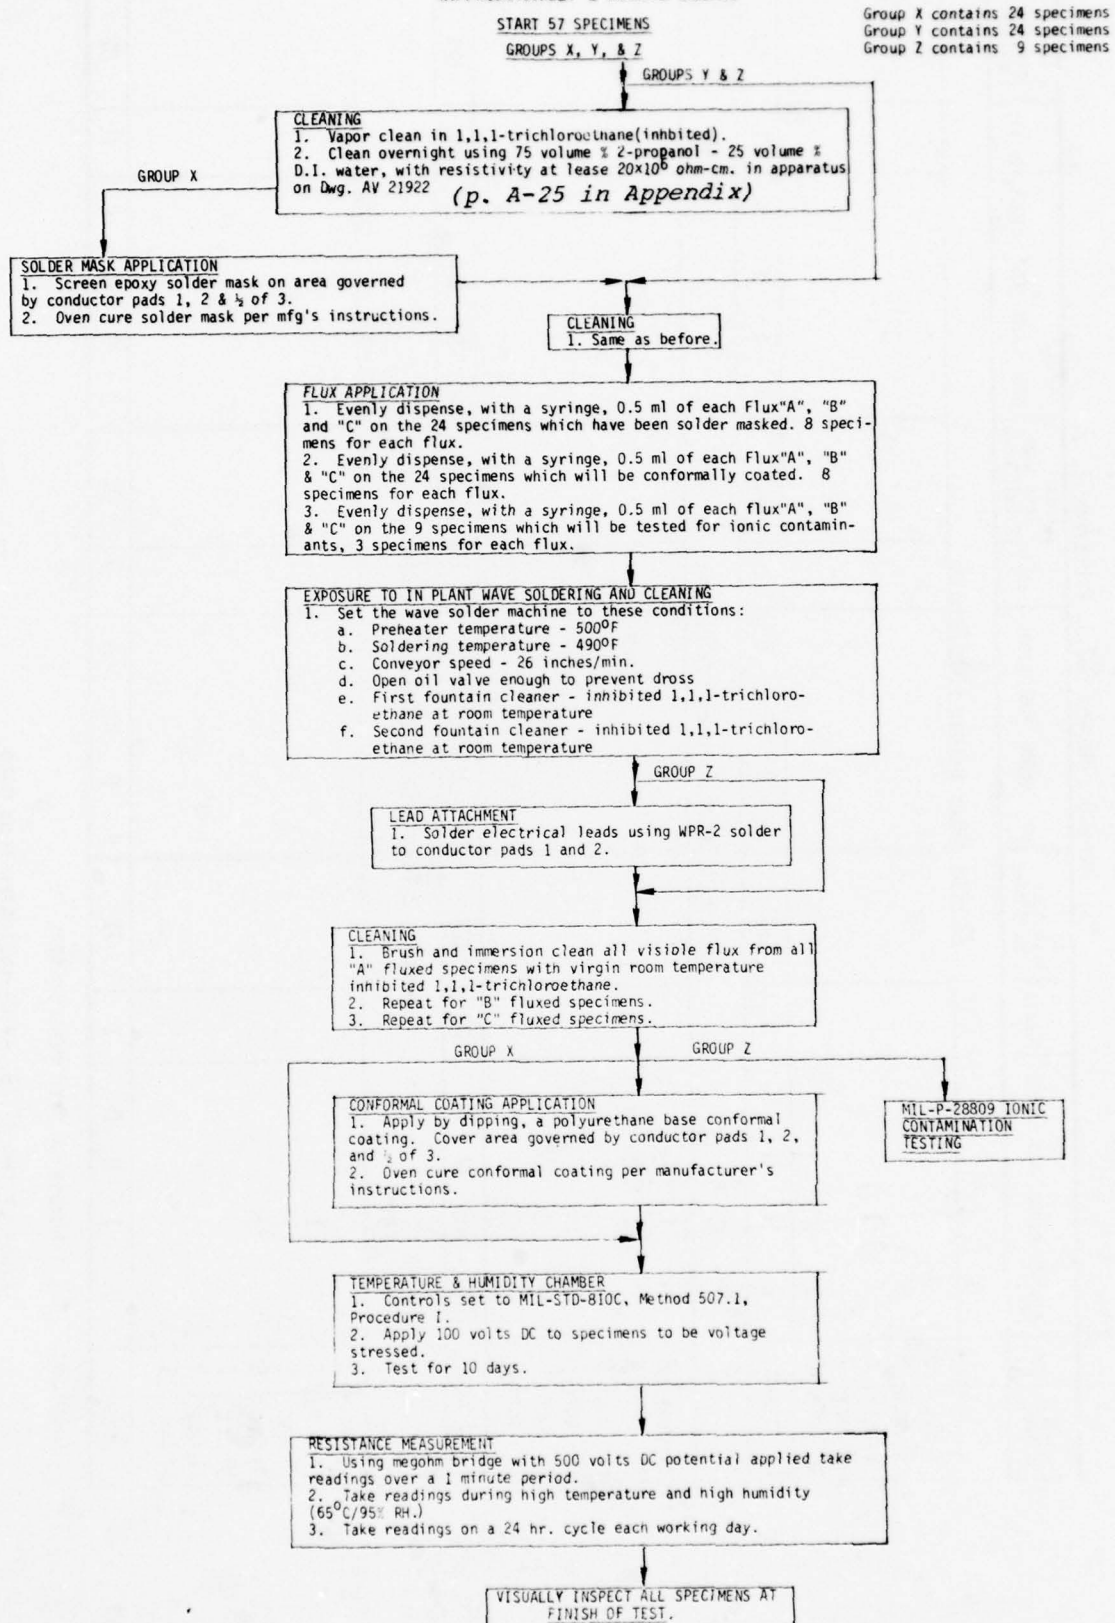 START 57 SPECIMENS
GROUPS X, Y, & Z
Group X contains 24 specimens
Group Y contains 24 specimens
Group Z contains 9 specimens
GROUPS Y & Z
CLEANING
1. Vapor clean in 1,1,1-trichloroethane(inhbited).
2. Clean overnight using 75 volume % 2-propanol - 25 volume %
D.I. water, with resistivity at lease 20x10⁶ ohm-cm. in apparatus
on Dwg. AV 21922 (p. A-25 in Appendix)
GROUP X
SOLDER MASK APPLICATION
1. Screen epoxy solder mask on area governed
by conductor pads 1, 2 & ½ of 3.
2. Oven cure solder mask per mfg's instructions.
CLEANING
1. Same as before.
FLUX APPLICATION
1. Evenly dispense, with a syringe, 0.5 ml of each Flux"A", "B"
and "C" on the 24 specimens which have been solder masked. 8 speci-
mens for each flux.
2. Evenly dispense, with a syringe, 0.5 ml of each Flux"A", "B"
& "C" on the 24 specimens which will be conformally coated. 8
specimens for each flux.
3. Evenly dispense, with a syringe, 0.5 ml of each flux"A", "B"
& "C" on the 9 specimens which will be tested for ionic contamin-
ants, 3 specimens for each flux.
EXPOSURE TO IN PLANT WAVE SOLDERING AND CLEANING
1. Set the wave solder machine to these conditions:
a. Preheater temperature - 500°F
b. Soldering temperature - 490°F
c. Conveyor speed - 26 inches/min.
d. Open oil valve enough to prevent dross
e. First fountain cleaner - inhibited 1,1,1-trichloro-
ethane at room temperature
f. Second fountain cleaner - inhibited 1,1,1-trichloro-
ethane at room temperature
GROUP Z
LEAD ATTACHMENT
1. Solder electrical leads using WPR-2 solder
to conductor pads 1 and 2.
CLEANING
1. Brush and immersion clean all visiole flux from all
"A" fluxed specimens with virgin room temperature
inhibited 1,1,1-trichloroethane.
2. Repeat for "B" fluxed specimens.
3. Repeat for "C" fluxed specimens.
GROUP X
GROUP Z
CONFORMAL COATING APPLICATION
1. Apply by dipping, a polyurethane base conformal
coating. Cover area governed by conductor pads 1, 2,
and ½ of 3.
2. Oven cure conformal coating per manufacturer's
instructions.
MIL-P-28809 IONIC
CONTAMINATION
TESTING
TEMPERATURE & HUMIDITY CHAMBER
1. Controls set to MIL-STD-810C, Method 507.1,
Procedure I.
2. Apply 100 volts DC to specimens to be voltage
stressed.
3. Test for 10 days.
RESISTANCE MEASUREMENT
1. Using megohm bridge with 500 volts DC potential applied take
readings over a 1 minute period.
2. Take readings during high temperature and high humidity
(65°C/95% RH.)
3. Take readings on a 24 hr. cycle each working day.
VISUALLY INSPECT ALL SPECIMENS AT
FINISH OF TEST.